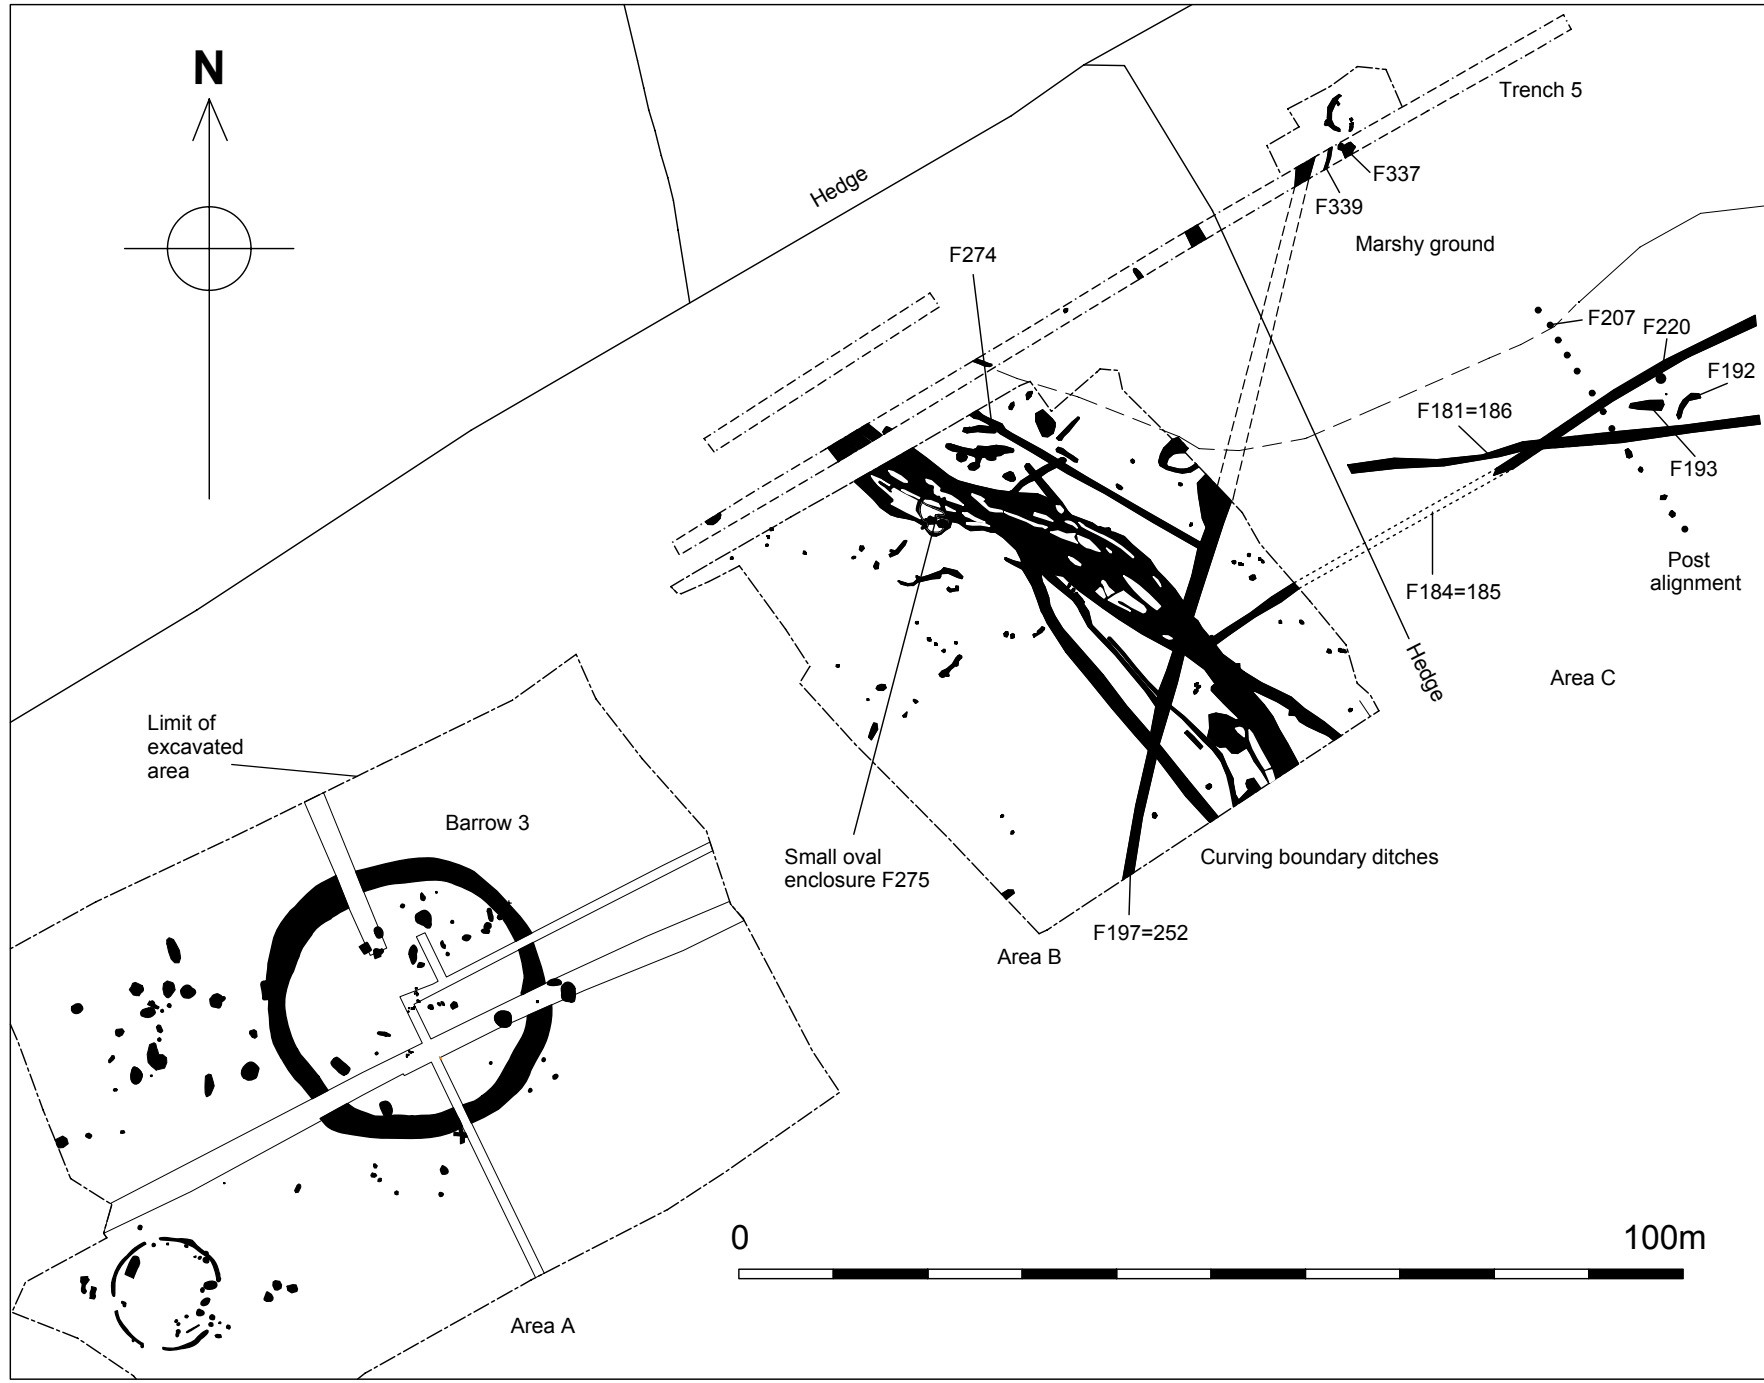 N
Trench 5
Hedge
F337
F339
Marshy ground
F274
F207
F220
F192
F181=186
F193
Post
alignment
F184=185
Hedge
Area C
Limit of
excavated
area
Barrow 3
Small oval
enclosure F275
Curving boundary ditches
F197=252
Area B
0
100m
Area A